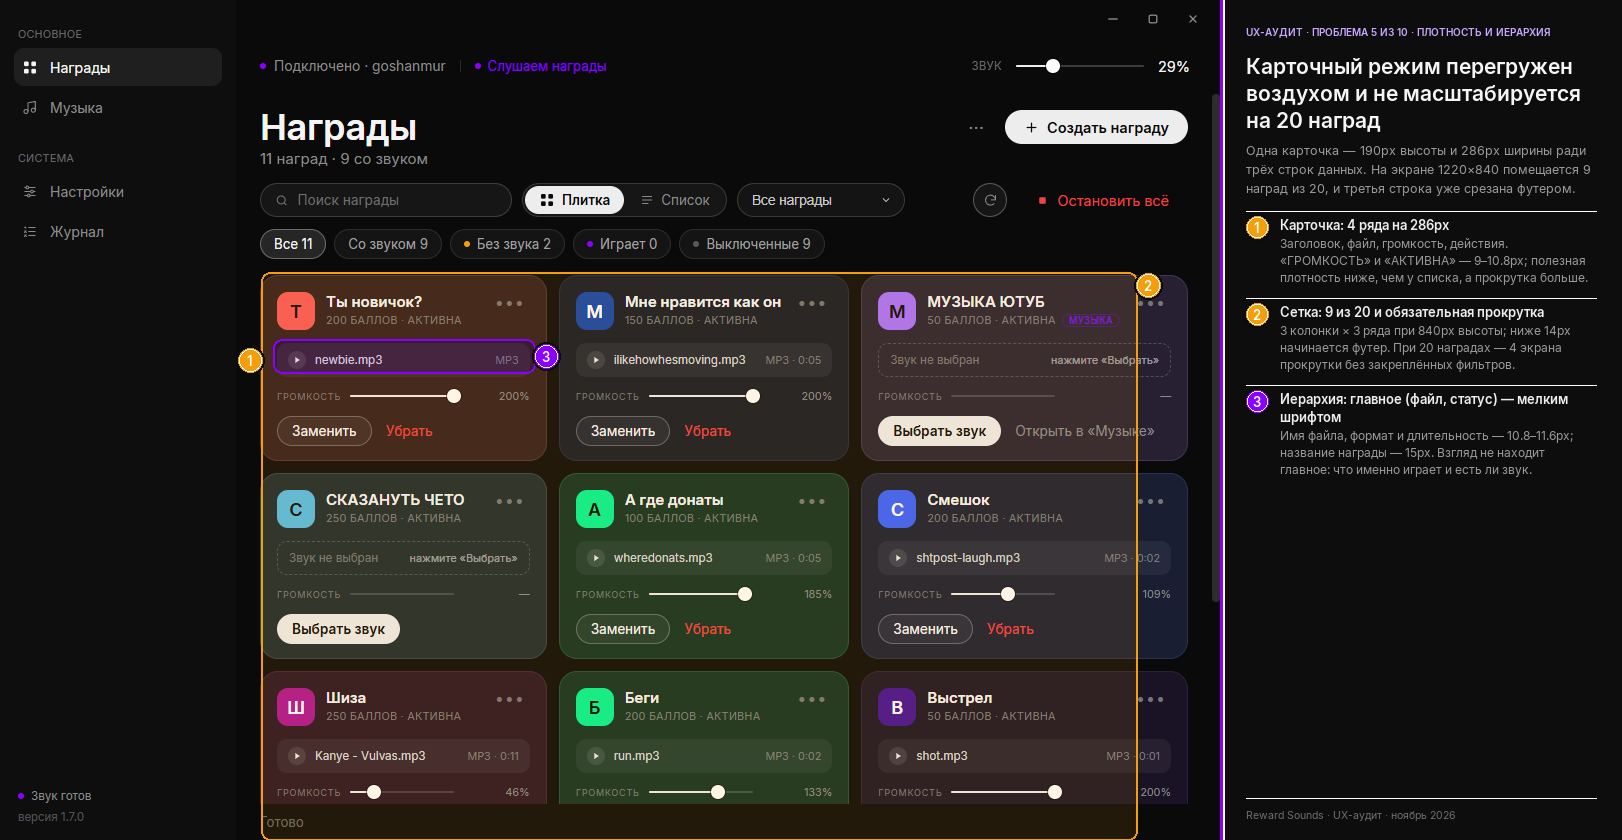 ОСНОВНОЕ
Награды
Музыка
СИСТЕМА
Настройки
Журнал
Звук готов
версия 1.7.0
Подключено · goshanmur
Слушаем награды
ЗВУК 29%
Награды
11 наград · 9 со звуком
··· + Создать награду
Поиск награды
Плитка
Список
Все награды
Остановить всё
Все 11
Со звуком 9
Без звука 2
Играет 0
Выключенные 9
1
2
3
Т
Ты новичок?
200 БАЛЛОВ · АКТИВНА
newbie.mp3 MP3
ГРОМКОСТЬ 200%
Заменить Убрать
М
Мне нравится как он
150 БАЛЛОВ · АКТИВНА
ilikehowhesmoving.mp3 MP3 · 0:05
ГРОМКОСТЬ 200%
Заменить Убрать
М
МУЗЫКА ЮТУБ
50 БАЛЛОВ · АКТИВНА МУЗЫКА
Звук не выбран нажмите «Выбрать»
ГРОМКОСТЬ —
Выбрать звук Открыть в «Музыке»
С
СКАЗАНУТЬ ЧЕТО
250 БАЛЛОВ · АКТИВНА
Звук не выбран нажмите «Выбрать»
ГРОМКОСТЬ —
Выбрать звук
А
А где донаты
100 БАЛЛОВ · АКТИВНА
wheredonats.mp3 MP3 · 0:05
ГРОМКОСТЬ 185%
Заменить Убрать
С
Смешок
200 БАЛЛОВ · АКТИВНА
shtpost-laugh.mp3 MP3 · 0:02
ГРОМКОСТЬ 109%
Заменить Убрать
Ш
Шиза
250 БАЛЛОВ · АКТИВНА
Kanye - Vulvas.mp3 MP3 · 0:11
ГРОМКОСТЬ 46%
Б
Беги
200 БАЛЛОВ · АКТИВНА
run.mp3 MP3 · 0:02
ГРОМКОСТЬ 133%
В
Выстрел
50 БАЛЛОВ · АКТИВНА
shot.mp3 MP3 · 0:01
ГРОМКОСТЬ 200%
Готово
UX-АУДИТ · ПРОБЛЕМА 5 ИЗ 10 · ПЛОТНОСТЬ И ИЕРАРХИЯ
Карточный режим перегружен
воздухом и не масштабируется
на 20 наград
Одна карточка — 190px высоты и 286px ширины ради
трёх строк данных. На экране 1220×840 помещается 9
наград из 20, и третья строка уже срезана футером.
1 Карточка: 4 ряда на 286px
Заголовок, файл, громкость, действия.
«ГРОМКОСТЬ» и «АКТИВНА» — 9–10.8px; полезная
плотность ниже, чем у списка, а прокрутка больше.
2 Сетка: 9 из 20 и обязательная прокрутка
3 колонки × 3 ряда при 840px высоты; ниже 14px
начинается футер. При 20 наградах — 4 экрана
прокрутки без закреплённых фильтров.
3 Иерархия: главное (файл, статус) — мелким
шрифтом
Имя файла, формат и длительность — 10.8–11.6px;
название награды — 15px. Взгляд не находит
главное: что именно играет и есть ли звук.
Reward Sounds · UX-аудит · ноябрь 2026